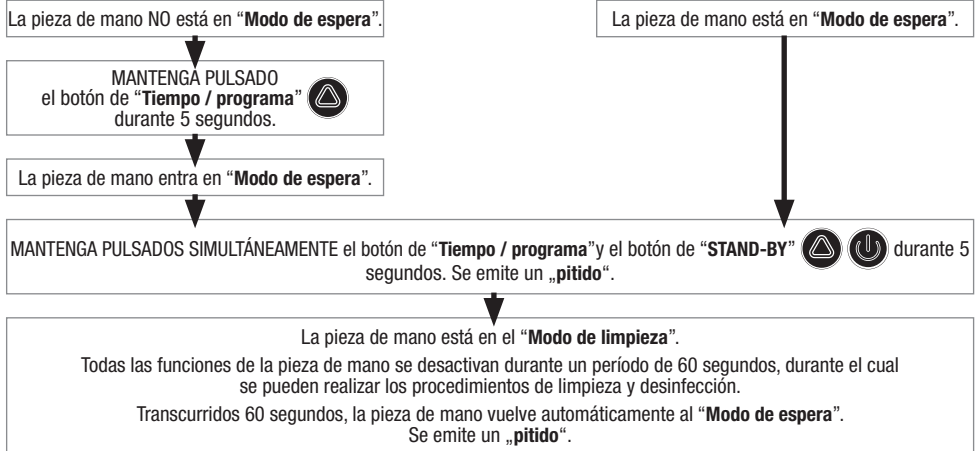 La pieza de mano NO está en “Modo de espera”.
La pieza de mano está en “Modo de espera”.
MANTENGA PULSADO
el botón de “Tiempo / programa”
durante 5 segundos.
La pieza de mano entra en “Modo de espera”.
MANTENGA PULSADOS SIMULTÁNEAMENTE el botón de “Tiempo / programa”y el botón de “STAND-BY” durante 5
segundos. Se emite un „pitido“.
La pieza de mano está en el “Modo de limpieza”.
Todas las funciones de la pieza de mano se desactivan durante un período de 60 segundos, durante el cual
se pueden realizar los procedimientos de limpieza y desinfección.
Transcurridos 60 segundos, la pieza de mano vuelve automáticamente al “Modo de espera”.
Se emite un „pitido“.